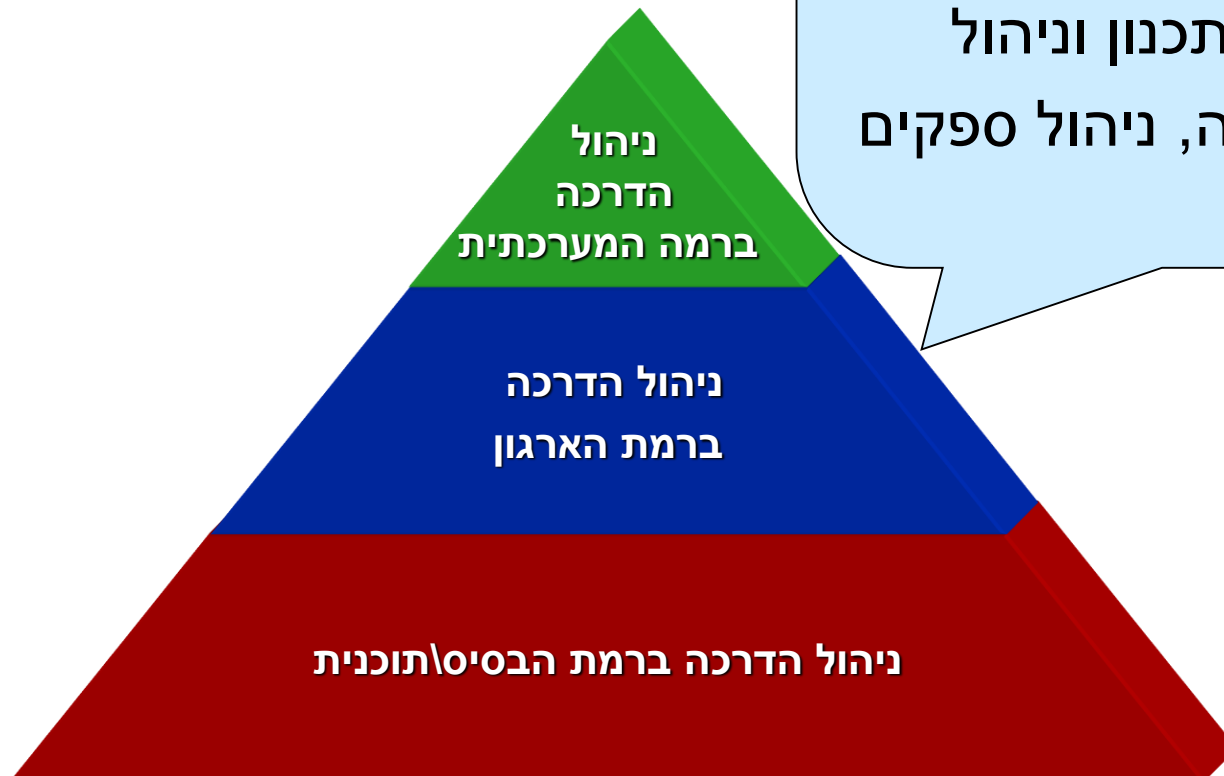 תכנון וניהול
ניהול ספקים
ניהול
הדרכה
ברמה המערכתית
ניהול הדרכה
ברמת הארגון
ניהול הדרכה ברמת הבסיס\תוכנית